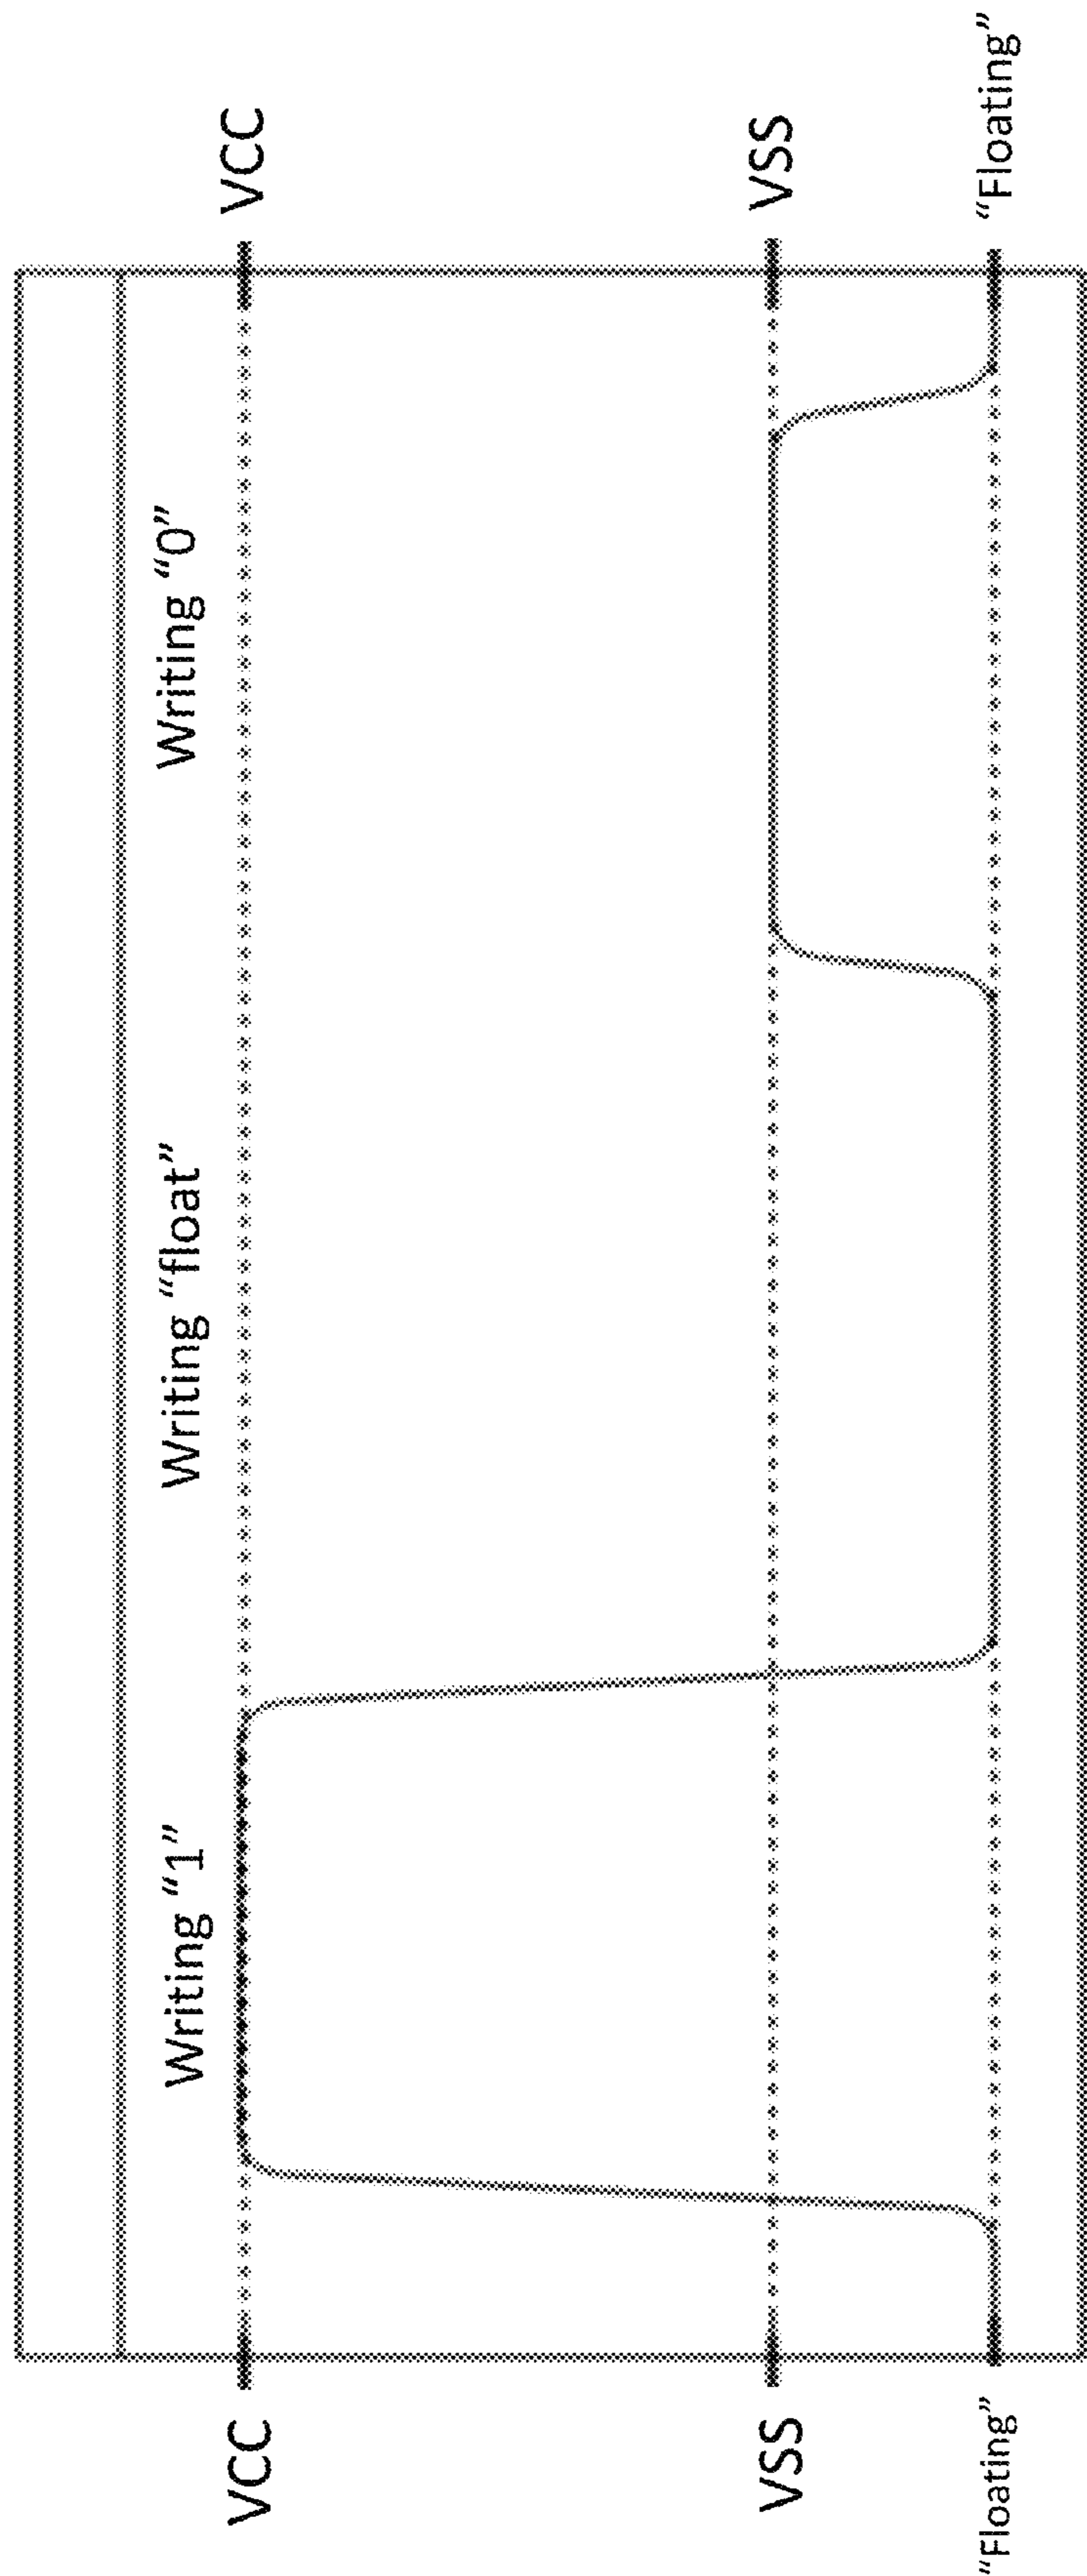 Writing “1”
Writing “float”
Writing “0”
VCC
VCC
VSS
VSS
“Floating”
“Floating”